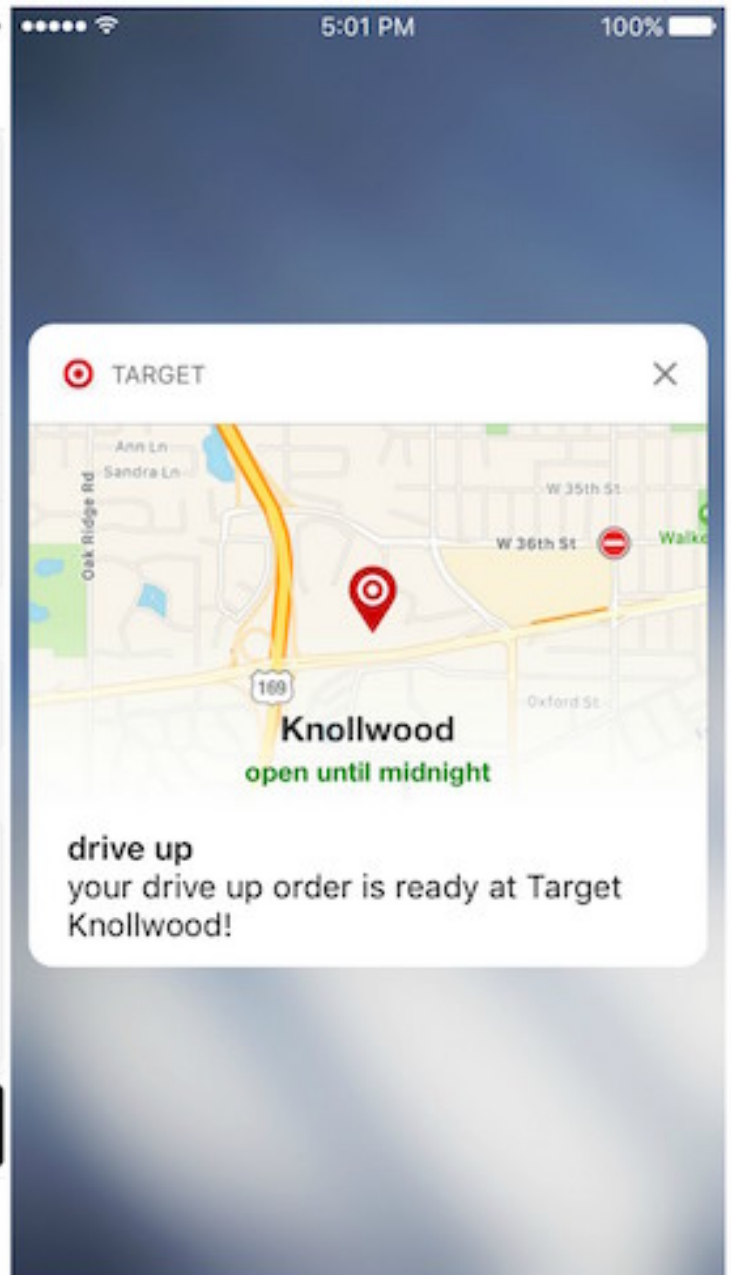 5:01 PM
100%
TARGET
Ann Ln
Sandra Ln
Oak Ridge Rd
W 35th St
W 36th St
Walke
169
Oxford St
Knollwood
open until midnight
drive up
your drive up order is ready at Target
Knollwood!